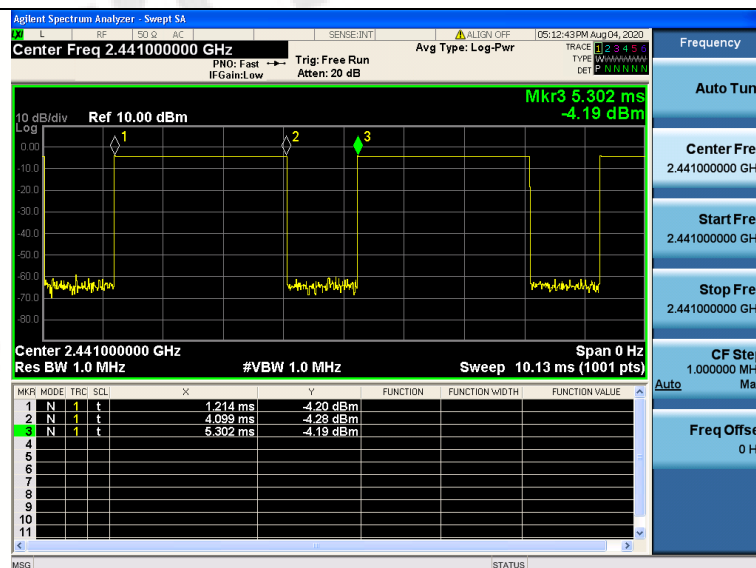 Agilent Spectrum Analyzer - Swept SA
LXI L RF 50 Ω AC SENSE:INT ALIGN OFF 05:12:43 PM Aug 04, 2020
Center Freq 2.441000000 GHz
PNO: Fast
IFGain:Low
Trig: Free Run
Atten: 20 dB
Avg Type: Log-Pwr
TRACE 1 2 3 4 5 6
TYPE
DET P N N N N N
Mkr3 5.302 ms
-4.19 dBm
10 dB/div Ref 10.00 dBm
Log
1
2
3
0.00
-10.0
-20.0
-30.0
-40.0
-50.0
-60.0
-70.0
-80.0
Center 2.441000000 GHz Span 0 Hz
Res BW 1.0 MHz #VBW 1.0 MHz Sweep 10.13 ms (1001 pts)
MKR MODE TRC SCL X Y FUNCTION FUNCTION WIDTH FUNCTION VALUE
1 N 1 t 1.214 ms -4.20 dBm
2 N 1 t 4.099 ms -4.28 dBm
3 N 1 t 5.302 ms -4.19 dBm
4
5
6
7
8
9
10
11
MSG STATUS
Frequency
Auto Tun
Center Fre
2.441000000 GH
Start Fre
2.441000000 GH
Stop Fre
2.441000000 GH
CF Step
1.000000 MH
Auto Ma
Freq Offse
0 H